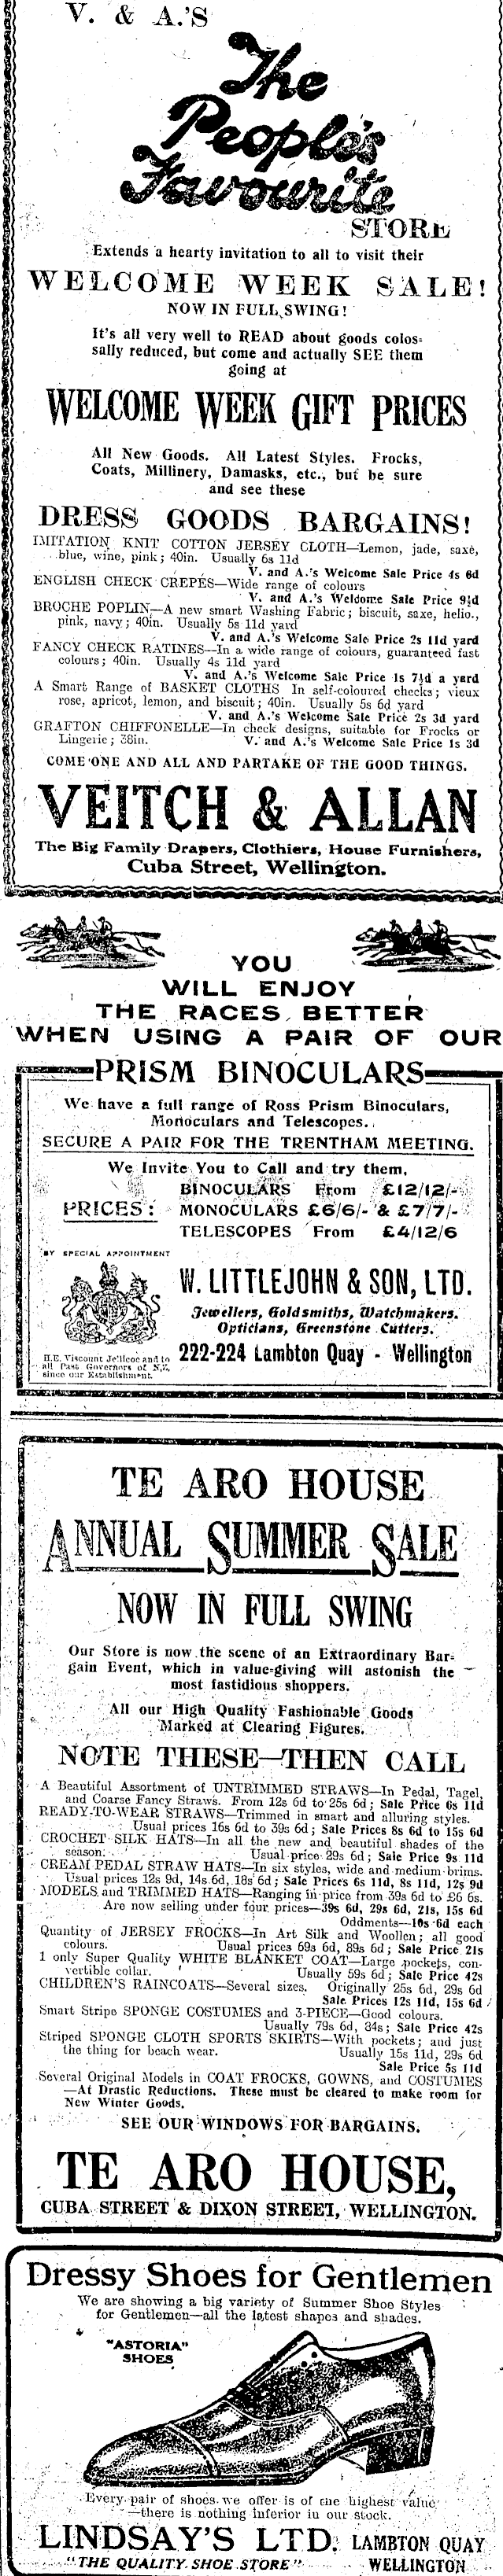 V. & A.'S
The
People's
Favourite
STORE
Extends a hearty invitation to all to visit their
WELCOME WEEK SALE!
NOW IN FULL SWING!
It's all very well to READ about goods colos-
sally reduced, but come and actually SEE them
going at
WELCOME WEEK GIFT PRICES
All New Goods. All Latest Styles. Frocks,
Coats, Millinery, Damasks, etc., but be sure
and see these
DRESS GOODS BARGAINS!
IMITATION KNIT COTTON JERSEY CLOTH—Lemon, jade, saxe,
blue, wine, pink; 40in. Usually 6s 11d
V. and A.'s Welcome Sale Price 4s 6d
ENGLISH CHECK CREPES—Wide range of colours
V. and A.'s Welcome Sale Price 9½d
BROCHE POPLIN—A new smart Washing Fabric; biscuit, saxe, helio.,
pink, navy; 40in. Usually 5s 11d yard
V. and A.'s Welcome Sale Price 2s 11d yard
FANCY CHECK RATINES—In a wide range of colours, guaranteed fast
colours; 40in. Usually 4s 11d yard
V. and A.'s Welcome Sale Price 1s 7½d a yard
A Smart Range of BASKET CLOTHS In self-coloured checks; vieux
rose, apricot, lemon, and biscuit; 40in. Usually 5s 6d yard
V. and A.'s Welcome Sale Price 2s 3d yard
GRAFTON CHIFFONELLE—In check designs, suitable for Frocks or
Lingerie; 38in. V. and A.'s Welcome Sale Price 1s 3d
COME ONE AND ALL AND PARTAKE OF THE GOOD THINGS.
VEITCH & ALLAN
The Big Family Drapers, Clothiers, House Furnishers,
Cuba Street, Wellington.
YOU
WILL ENJOY
THE RACES BETTER
WHEN USING A PAIR OF OUR
PRISM BINOCULARS
We have a full range of Ross Prism Binoculars,
Monoculars and Telescopes.
SECURE A PAIR FOR THE TRENTHAM MEETING.
We Invite You to Call and try them,
BINOCULARS From £12/12/-
PRICES: MONOCULARS £6/6/- & £7/7/-
TELESCOPES From £4/12/6
BY SPECIAL APPOINTMENT
W. LITTLEJOHN & SON, LTD.
Jewellers, Goldsmiths, Watchmakers.
Opticians, Greenstone Cutters.
222-224 Lambton Quay - Wellington
H.E. Viscount Jellicoe and to
all Past Governors of N.Z.
since our Establishment.
TE ARO HOUSE
ANNUAL SUMMER SALE
NOW IN FULL SWING
Our Store is now the scene of an Extraordinary Bar-
gain Event, which in value-giving will astonish the
most fastidious shoppers.
All our High Quality Fashionable Goods
Marked at Clearing Figures.
NOTE THESE—THEN CALL
A Beautiful Assortment of UNTRIMMED STRAWS—In Pedal, Tagel,
and Coarse Fancy Straws. From 12s 6d to 25s 6d; Sale Price 6s 11d
READY-TO-WEAR STRAWS—Trimmed in smart and alluring styles.
Usual prices 16s 6d to 39s 6d; Sale Prices 8s 6d to 15s 6d
CROCHET SILK HATS—In all the new and beautiful shades of the
season. Usual price 29s 6d; Sale Price 9s 11d
CREAM PEDAL STRAW HATS—In six styles, wide and medium brims.
Usual prices 12s 9d, 14s 6d, 18s 6d; Sale Prices 6s 11d, 8s 11d, 12s 9d
MODELS and TRIMMED HATS—Ranging in price from 39s 6d to £6 6s.
Are now selling under four prices—39s 6d, 29s 6d, 21s, 15s 6d
Oddments—10s 6d each
Quantity of JERSEY FROCKS—In Art Silk and Woollen; all good
colours. Usual prices 69s 6d, 89s 6d; Sale Price 21s
1 only Super Quality WHITE BLANKET COAT—Large pockets, con-
vertible collar. Usually 59s 6d; Sale Price 42s
CHILDREN'S RAINCOATS—Several sizes. Originally 25s 6d, 29s 6d
Sale Prices 12s 11d, 15s 6d
Smart Stripe SPONGE COSTUMES and 3-PIECE—Good colours.
Usually 79s 6d, 84s; Sale Price 42s
Striped SPONGE CLOTH SPORTS SKIRTS—With pockets; and just
the thing for beach wear. Usually 15s 11d, 29s 6d
Sale Price 5s 11d
Several Original Models in COAT FROCKS, GOWNS, and COSTUMES
—At Drastic Reductions. These must be cleared to make room for
New Winter Goods.
SEE OUR WINDOWS FOR BARGAINS.
TE ARO HOUSE,
CUBA STREET & DIXON STREET, WELLINGTON.
Dressy Shoes for Gentlemen
We are showing a big variety of Summer Shoe Styles
for Gentlemen—all the latest shapes and shades.
"ASTORIA"
SHOES
Every pair of shoes we offer is of the highest value
—there is nothing inferior in our stock.
LINDSAY'S LTD. LAMBTON QUAY
"THE QUALITY SHOE STORE" WELLINGTON